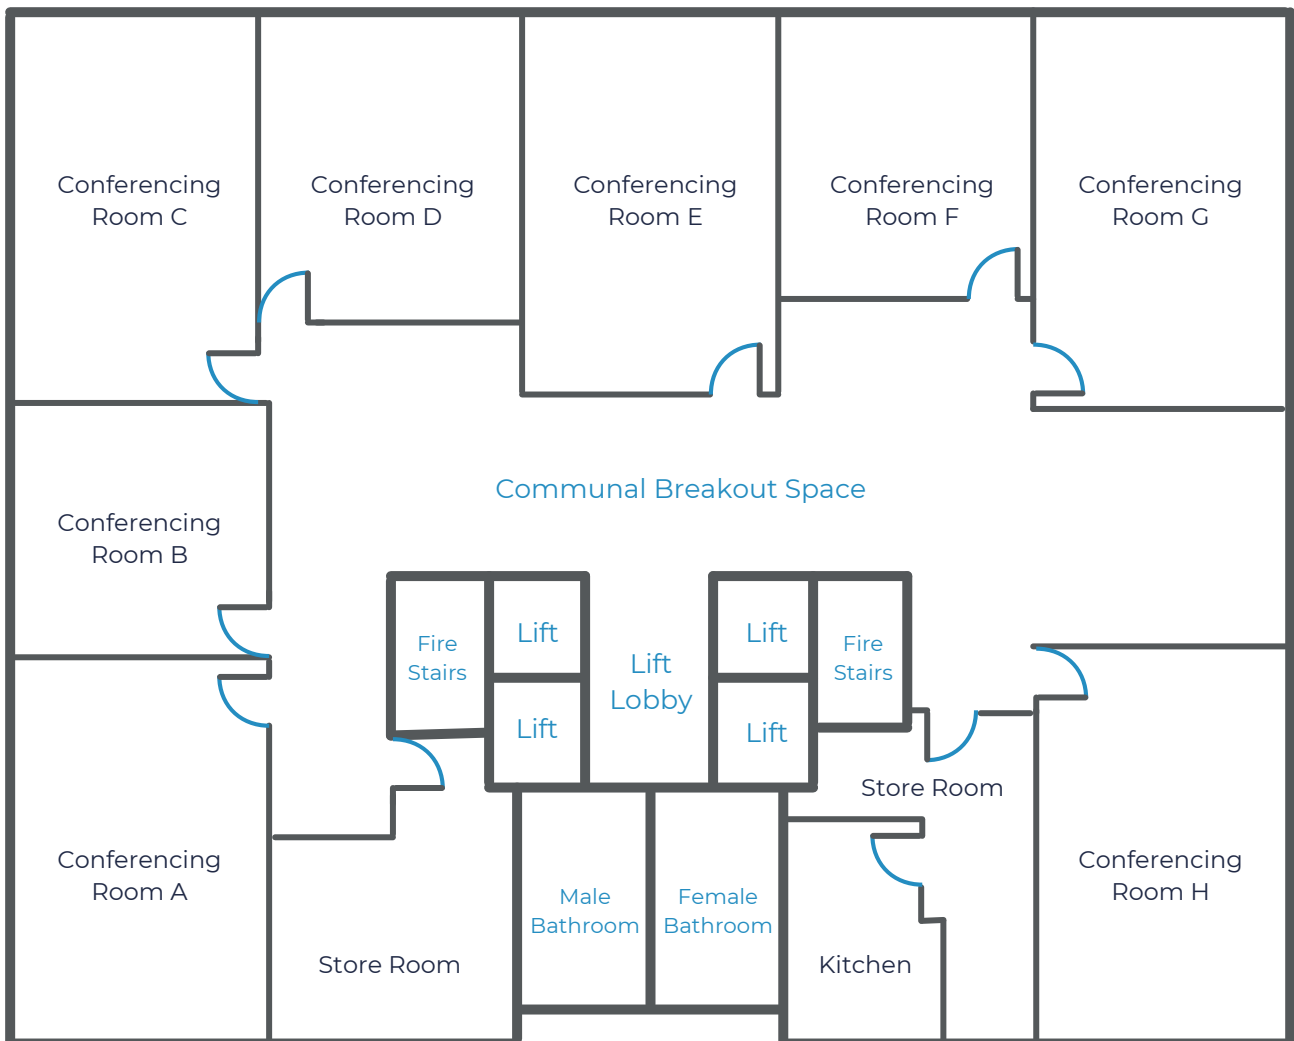 Conferencing
Room C
Conferencing
Room D
Conferencing
Room E
Conferencing
Room F
Conferencing
Room G
Communal Breakout Space
Conferencing
Room B
Fire
Stairs
Lift
Lift
Lift
Lobby
Lift
Lift
Fire
Stairs
Store Room
Conferencing
Room A
Store Room
Male
Bathroom
Female
Bathroom
Kitchen
Conferencing
Room H